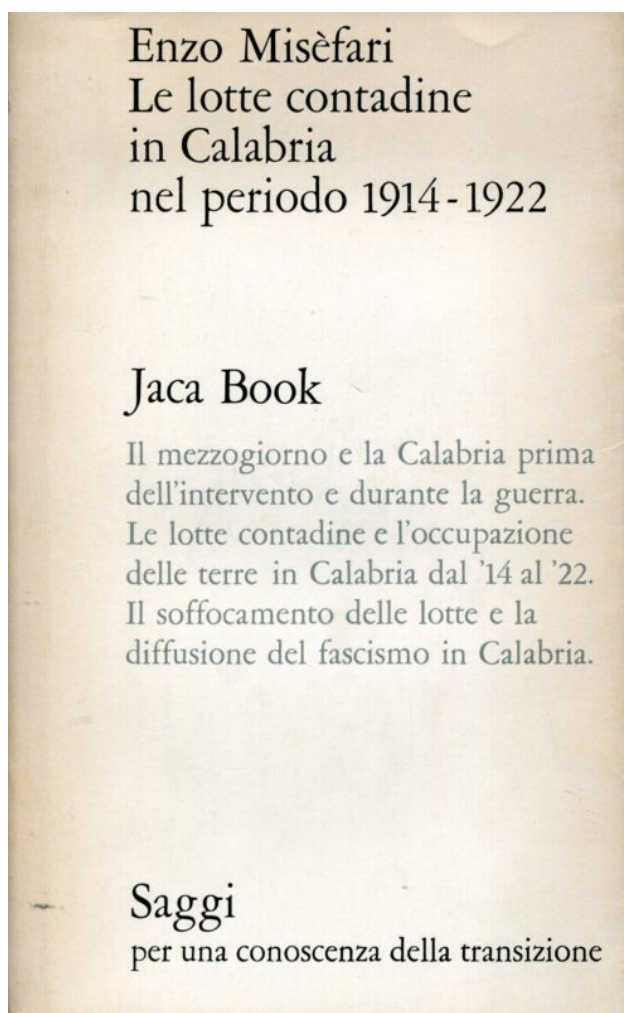 Enzo Misèfari
Le lotte contadine
in Calabria
nel periodo 1914-1922
Jaca Book
Il mezzogiorno e la Calabria prima
dell'intervento e durante la guerra.
Le lotte contadine e l'occupazione
delle terre in Calabria dal '14 al '22.
Il soffocamento delle lotte e la
diffusione del fascismo in Calabria.
Saggi
per una conoscenza della transizione